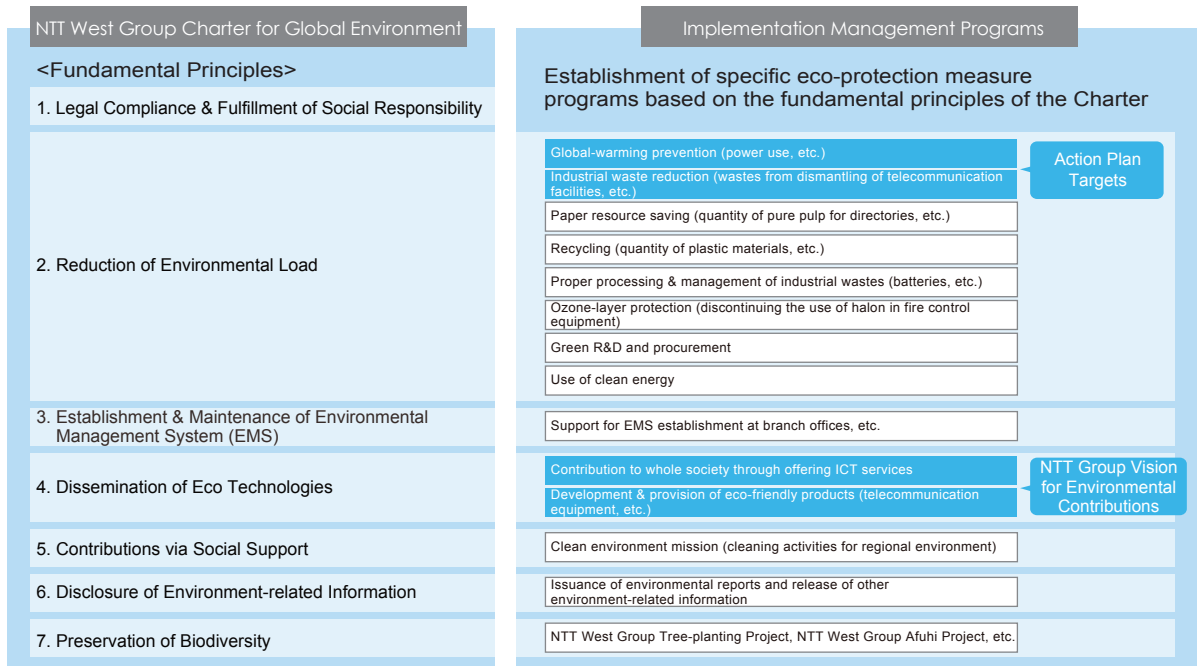 NTT West Group Charter for Global Environment
<Fundamental Principles>
1. Legal Compliance & Fulfillment of Social Responsibility
2. Reduction of Environmental Load
3. Establishment & Maintenance of Environmental
Management System (EMS)
4. Dissemination of Eco Technologies
5. Contributions via Social Support
6. Disclosure of Environment-related Information
7. Preservation of Biodiversity
Implementation Management Programs
Establishment of specific eco-protection measure
programs based on the fundamental principles of the Charter
Global-warming prevention (power use, etc.)
Industrial waste reduction (wastes from dismantling of telecommunication
facilities, etc.)
Action Plan
Targets
Paper resource saving (quantity of pure pulp for directories, etc.)
Recycling (quantity of plastic materials, etc.)
Proper processing & management of industrial wastes (batteries, etc.)
Ozone-layer protection (discontinuing the use of halon in fire control
equipment)
Green R&D and procurement
Use of clean energy
Support for EMS establishment at branch offices, etc.
Contribution to whole society through offering ICT services
Development & provision of eco-friendly products (telecommunication
equipment, etc.)
NTT Group Vision
for Environmental
Contributions
Clean environment mission (cleaning activities for regional environment)
Issuance of environmental reports and release of other
environment-related information
NTT West Group Tree-planting Project, NTT West Group Afuhi Project, etc.